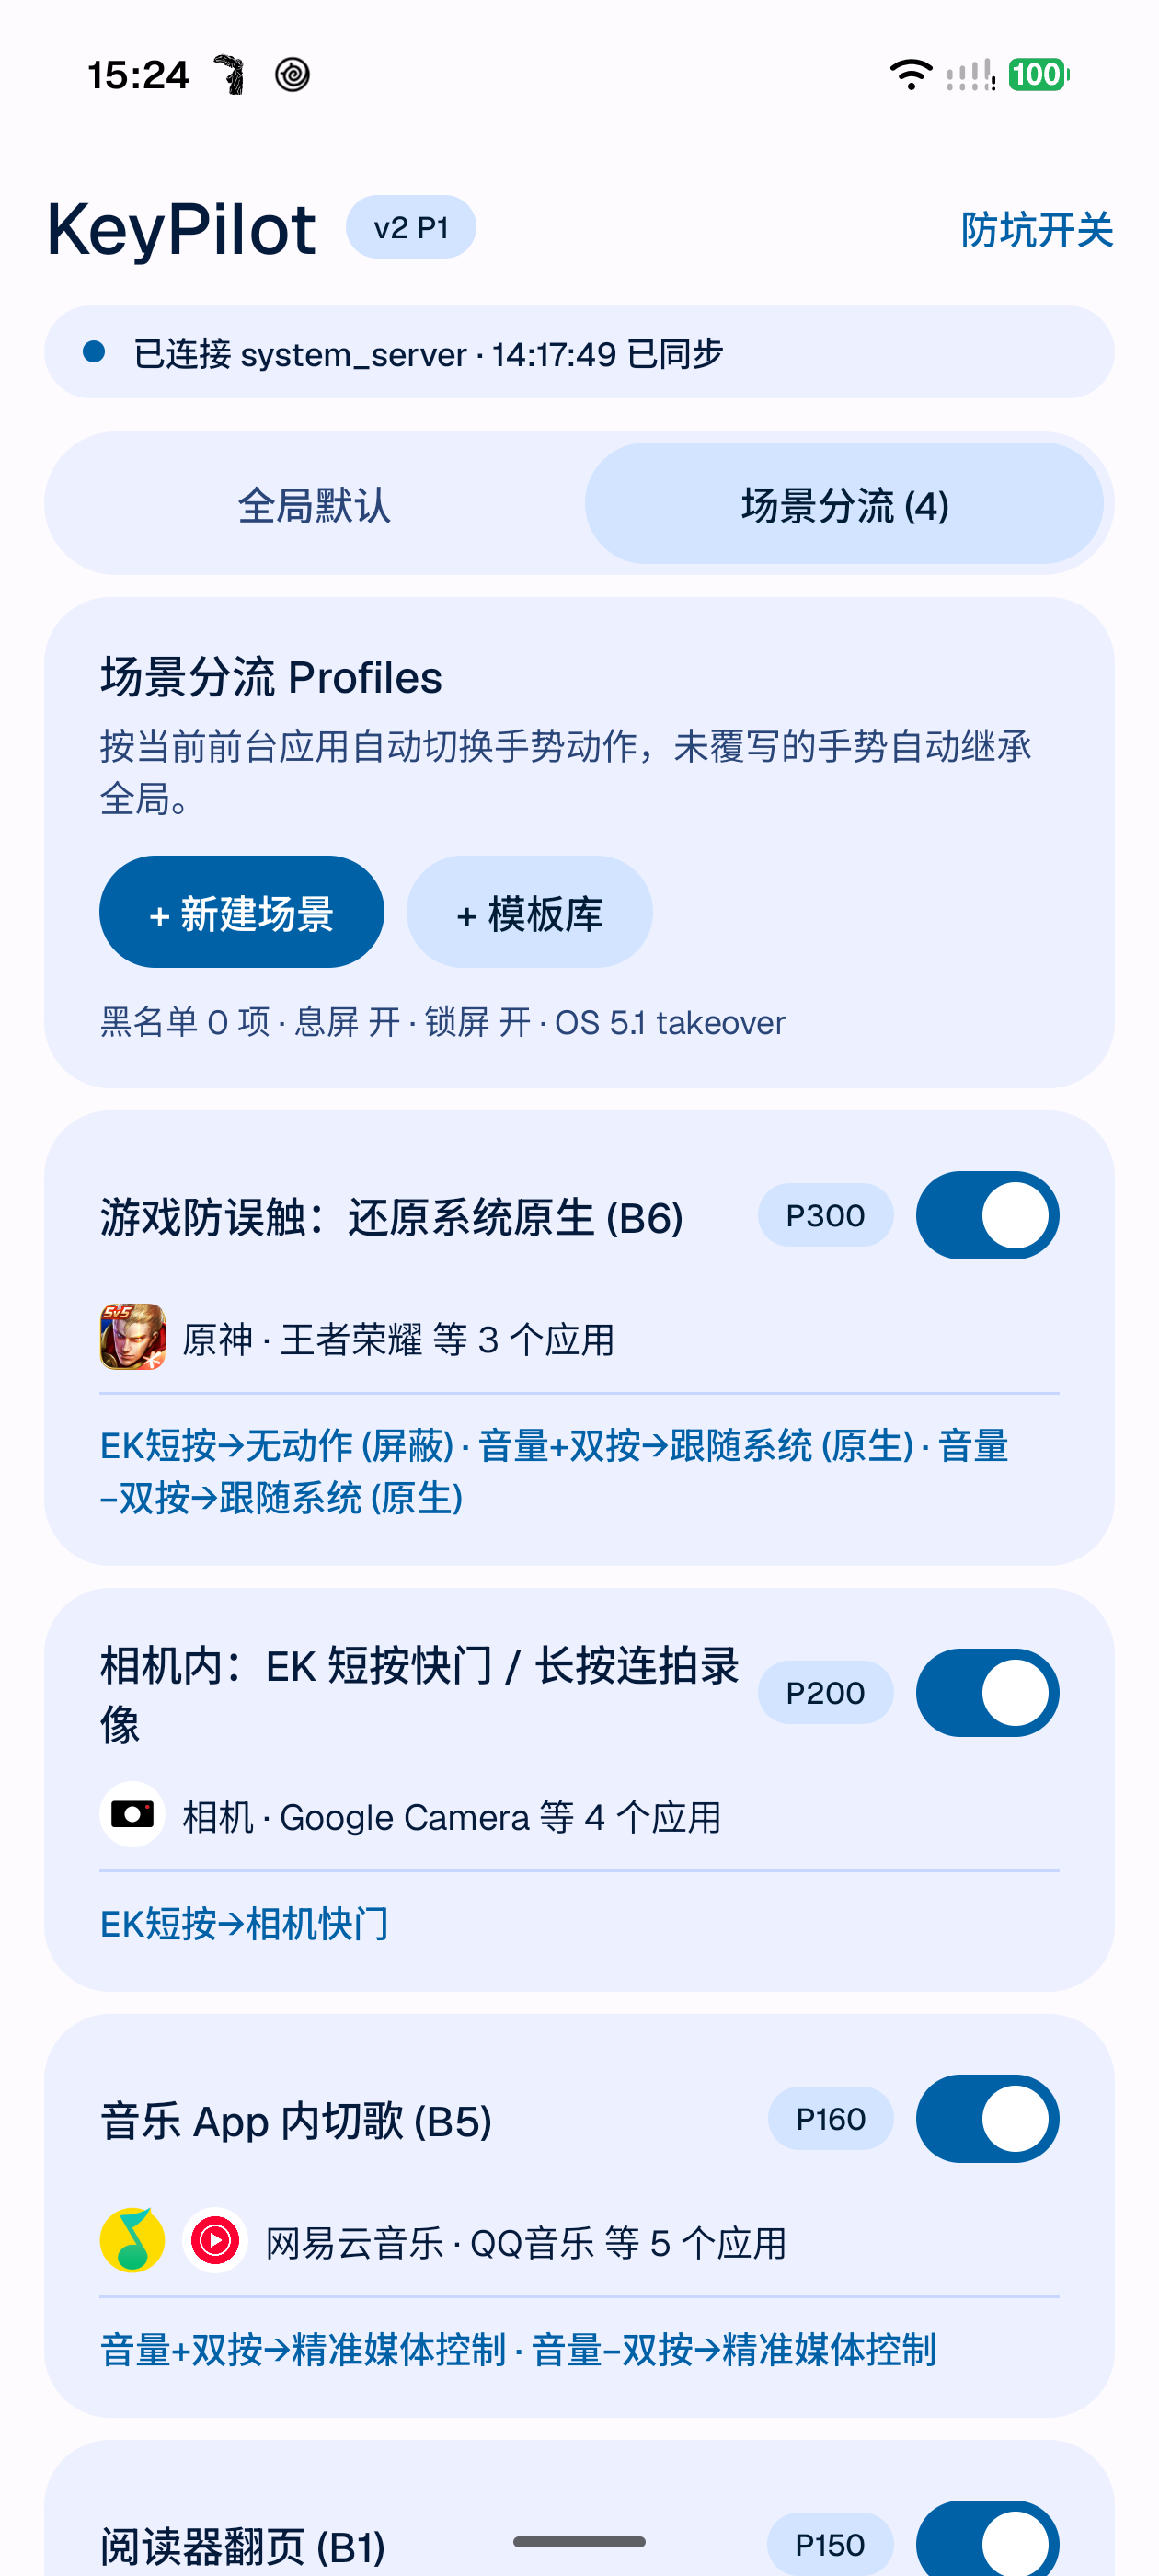 15:24
100
KeyPilot
v2 P1
防坑开关
已连接 system_server · 14:17:49 已同步
全局默认
场景分流 (4)
场景分流 Profiles
按当前前台应用自动切换手势动作，未覆写的手势自动继承
全局。
+ 新建场景
+ 模板库
黑名单 0 项 · 息屏 开 · 锁屏 开 · OS 5.1 takeover
游戏防误触：还原系统原生 (B6)
P300
5v5
原神 · 王者荣耀 等 3 个应用
EK短按→无动作 (屏蔽) · 音量+双按→跟随系统 (原生) · 音量
−双按→跟随系统 (原生)
相机内：EK 短按快门 / 长按连拍录
像
P200
相机 · Google Camera 等 4 个应用
EK短按→相机快门
音乐 App 内切歌 (B5)
P160
网易云音乐 · QQ音乐 等 5 个应用
音量+双按→精准媒体控制 · 音量−双按→精准媒体控制
阅读器翻页 (B1)
P150